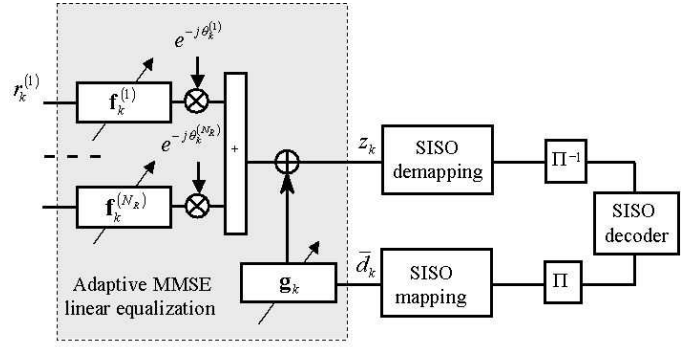 e^{-jθ_k^{(1)}}
r_k^{(1)}
f_k^{(1)}
+
e^{-jθ_k^{(N_R)}}
f_k^{(N_R)}
z_k
SISO
demapping
Π⁻¹
SISO
decoder
Adaptive MMSE
linear equalization
g_k
d̄_k
SISO
mapping
Π